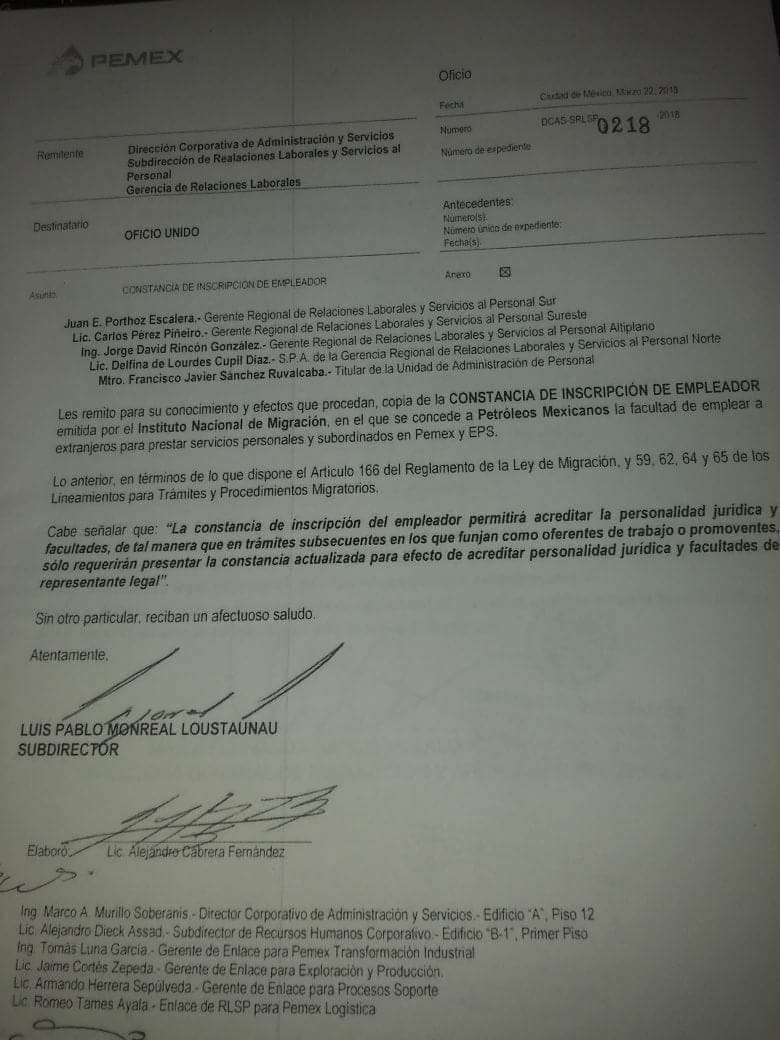 PEMEX
Oficio
Fecha
Ciudad de México, Marzo 22, 2018
Numero
DCAS-SRLSP 0218 -2018
Número de expediente
Remitente
Dirección Corporativa de Administración y Servicios
Subdirección de Realaciones Laborales y Servicios al
Personal
Gerencia de Relaciones Laborales
Destinatario
OFICIO UNIDO
Antecedentes:
Número(s):
Número único de expediente:
Fecha(s):
Asunto:
CONSTANCIA DE INSCRIPCION DE EMPLEADOR
Anexo
Juan E. Porthoz Escalera.- Gerente Regional de Relaciones Laborales y Servicios al Personal Sur
Lic. Carlos Pérez Piñeiro.- Gerente Regional de Relaciones Laborales y Servicios al Personal Sureste
Ing. Jorge David Rincón González.- Gerente Regional de Relaciones Laborales y Servicios al Personal Altiplano
Lic. Delfina de Lourdes Cupil Díaz.- S.P.A. de la Gerencia Regional de Relaciones Laborales y Servicios al Personal Norte
Mtro. Francisco Javier Sánchez Ruvalcaba.- Titular de la Unidad de Administración de Personal
Les remito para su conocimiento y efectos que procedan, copia de la CONSTANCIA DE INSCRIPCIÓN DE EMPLEADOR
emitida por el Instituto Nacional de Migración, en el que se concede a Petróleos Mexicanos la facultad de emplear a
extranjeros para prestar servicios personales y subordinados en Pemex y EPS.
Lo anterior, en términos de lo que dispone el Articulo 166 del Reglamento de la Ley de Migración, y 59, 62, 64 y 65 de los
Lineamientos para Trámites y Procedimientos Migratorios.
Cabe señalar que: “La constancia de inscripción del empleador permitirá acreditar la personalidad jurídica y
facultades, de tal manera que en trámites subsecuentes en los que funjan como oferentes de trabajo o promoventes,
sólo requerirán presentar la constancia actualizada para efecto de acreditar personalidad jurídica y facultades de
representante legal”.
Sin otro particular, reciban un afectuoso saludo.
Atentamente,
LUIS PABLO MONREAL LOUSTAUNAU
SUBDIRECTOR
Elaboró:
Lic. Alejandro Cabrera Fernández
Ing. Marco A. Murillo Soberanis.- Director Corporativo de Administración y Servicios.- Edificio “A”, Piso 12
Lic. Alejandro Dieck Assad.- Subdirector de Recursos Humanos Corporativo.- Edificio “B-1”, Primer Piso
Ing. Tomás Luna García.- Gerente de Enlace para Pemex Transformación Industrial
Lic. Jaime Cortés Zepeda.- Gerente de Enlace para Exploración y Producción.
Lic. Armando Herrera Sepúlveda.- Gerente de Enlace para Procesos Soporte
Lic. Romeo Tames Ayala.- Enlace de RLSP para Pemex Logística